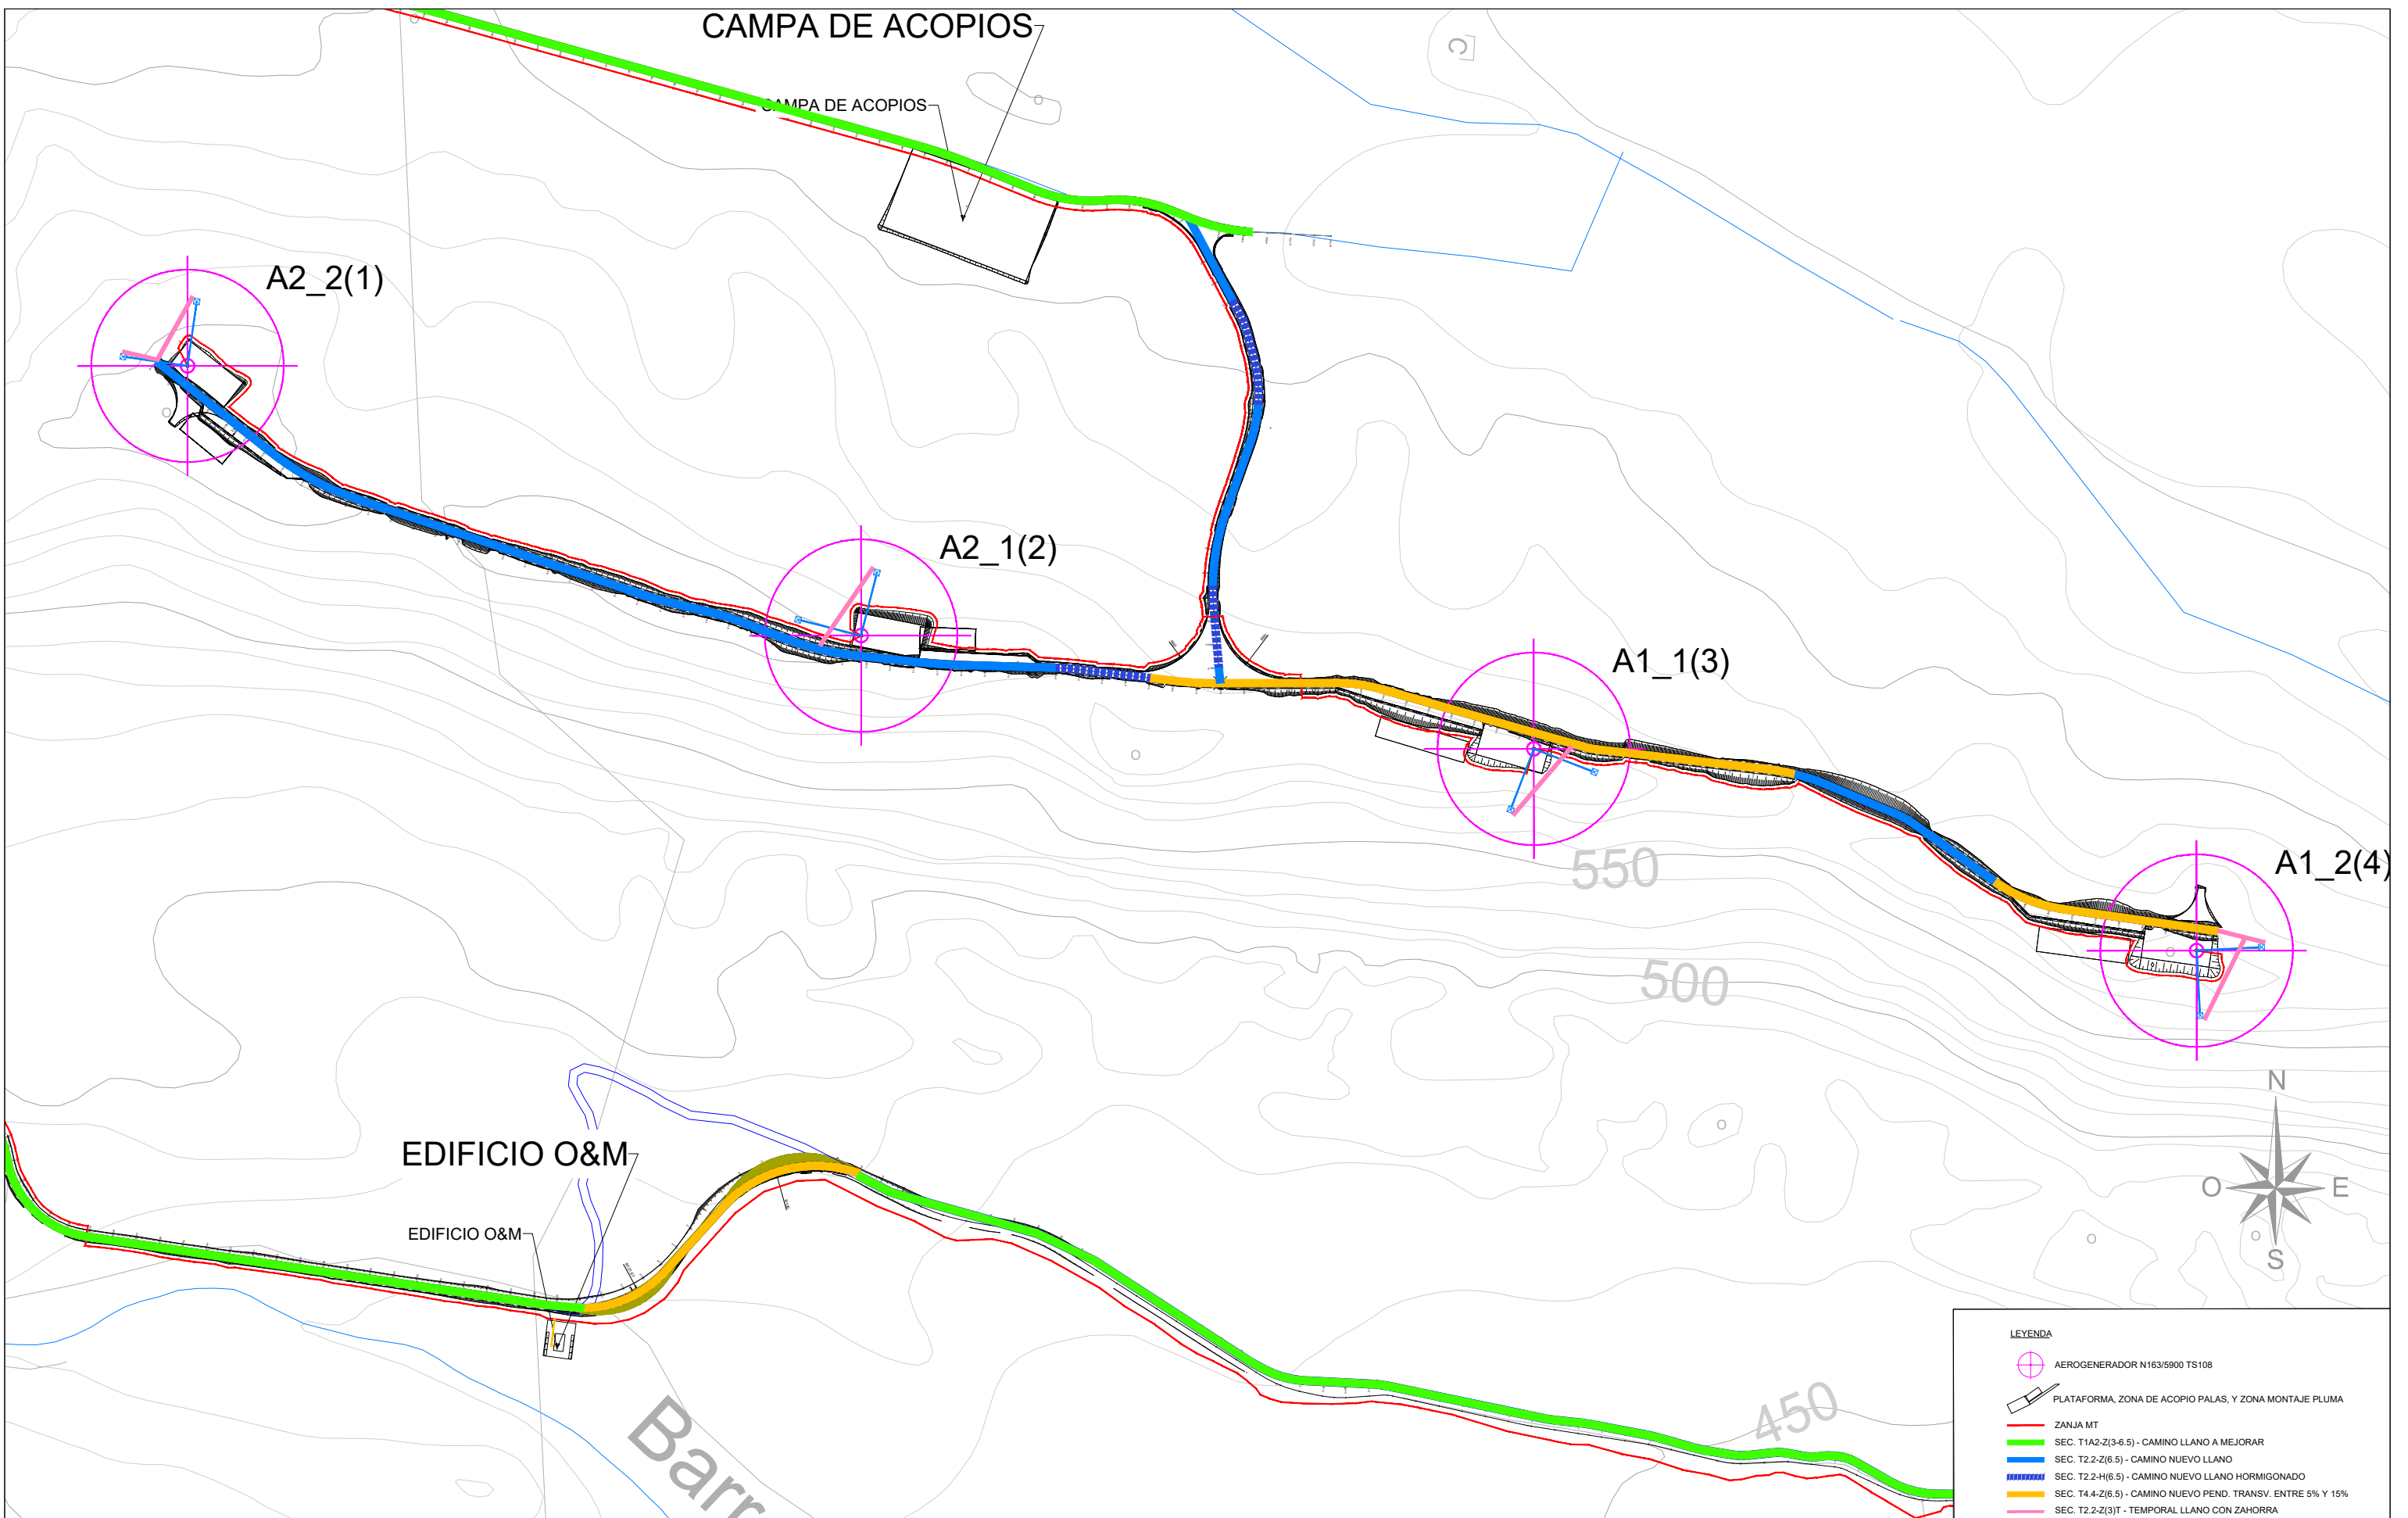 CAMPA DE ACOPIOS
CAMPA DE ACOPIOS
A2_2(1)
A2_1(2)
A1_1(3)
A1_2(4)
550
500
N
O
E
S
EDIFICIO O&M
EDIFICIO O&M
450
Barr
LEYENDA
AEROGENERADOR N163/5900 TS108
PLATAFORMA, ZONA DE ACOPIO PALAS, Y ZONA MONTAJE PLUMA
ZANJA MT
SEC. T1A2-Z(3-6.5) - CAMINO LLANO A MEJORAR
SEC. T2.2-Z(6.5) - CAMINO NUEVO LLANO
SEC. T2.2-H(6.5) - CAMINO NUEVO LLANO HORMIGONADO
SEC. T4.4-Z(6.5) - CAMINO NUEVO PEND. TRANSV. ENTRE 5% Y 15%
SEC. T2.2-Z(3)T - TEMPORAL LLANO CON ZAHORRA